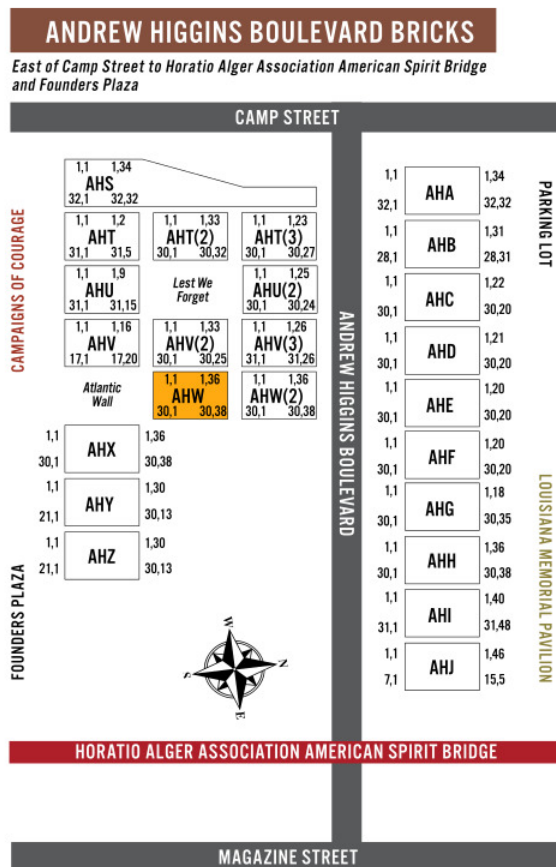 ANDREW HIGGINS BOULEVARD BRICKS
East of Camp Street to Horatio Alger Association American Spirit Bridge
and Founders Plaza
CAMP STREET
1,1 1,34
AHS
32,1 32,32
1,1 1,2
AHT
31,1 31,5
1,1 1,33
AHT(2)
30,1 30,32
1,1 1,23
AHT(3)
30,1 30,27
1,1 1,9
AHU
31,1 31,15
Lest We
Forget
1,1 1,25
AHU(2)
30,1 30,24
1,1 1,16
AHV
17,1 17,20
1,1 1,33
AHV(2)
30,1 30,25
1,1 1,26
AHV(3)
31,1 31,26
Atlantic
Wall
1,1 1,36
AHW
30,1 30,38
1,1 1,36
AHW(2)
30,1 30,38
1,1 1,36
AHX
30,1 30,38
1,1 1,30
AHY
21,1 30,13
1,1 1,30
AHZ
21,1 30,13
CAMPAIGNS OF COURAGE
FOUNDERS PLAZA
W
N
S
E
ANDREW HIGGINS BOULEVARD
1,1 1,34
AHA
32,1 32,32
1,1 1,31
AHB
28,1 28,31
1,1 1,22
AHC
30,1 30,20
1,1 1,21
AHD
30,1 30,20
1,1 1,20
AHE
30,1 30,20
1,1 1,20
AHF
30,1 30,20
1,1 1,18
AHG
30,1 30,35
1,1 1,36
AHH
30,1 30,38
1,1 1,40
AHI
31,1 31,48
1,1 1,46
AHJ
7,1 15,5
PARKING LOT
LOUISIANA MEMORIAL PAVILION
HORATIO ALGER ASSOCIATION AMERICAN SPIRIT BRIDGE
MAGAZINE STREET